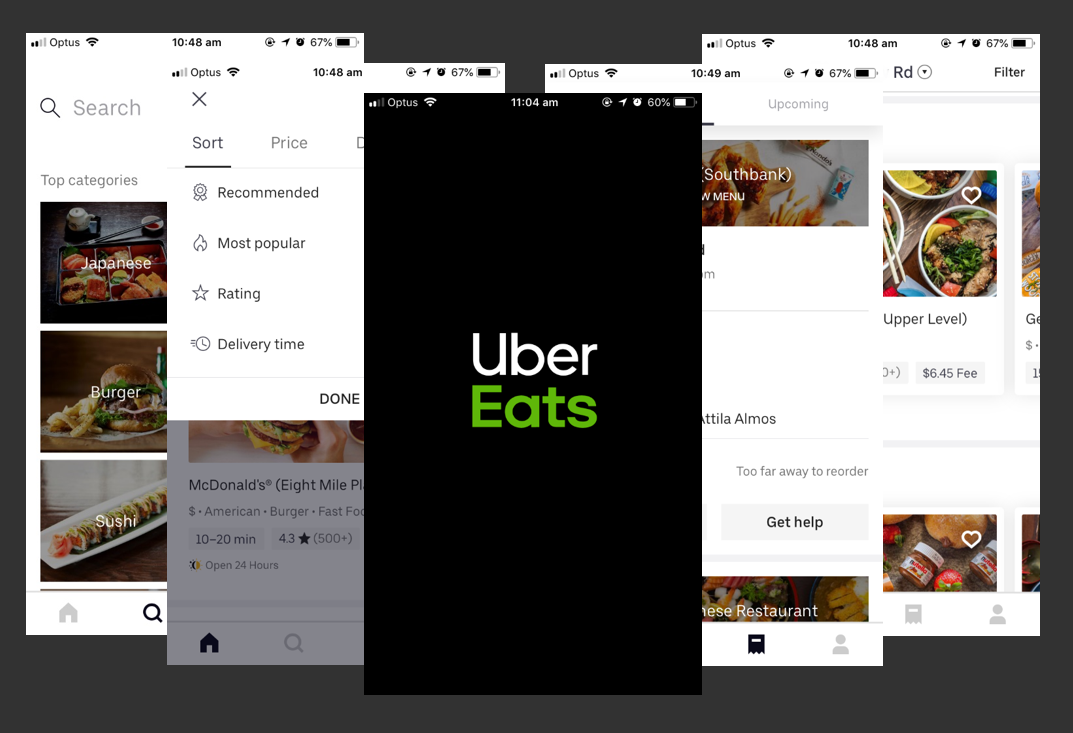 Optus 10:48 am 67%
Search
Top categories
Japanese
Burger
Sushi
Optus 10:48 am 67%
Sort Price D
Recommended
Most popular
Rating
Delivery time
DONE
McDonald's® (Eight Mile Pl
$ • American • Burger • Fast Foo
10–20 min 4.3 ★ (500+)
Open 24 Hours
Optus 11:04 am 60%
Uber
Eats
Optus 10:49 am 67%
Upcoming
(Southbank)
W MENU
d
om
Attila Almos
Too far away to reorder
Get help
nese Restaurant
Optus 10:48 am 67%
Rd Filter
Upper Level) Ge
$ •
0+) $6.45 Fee 15